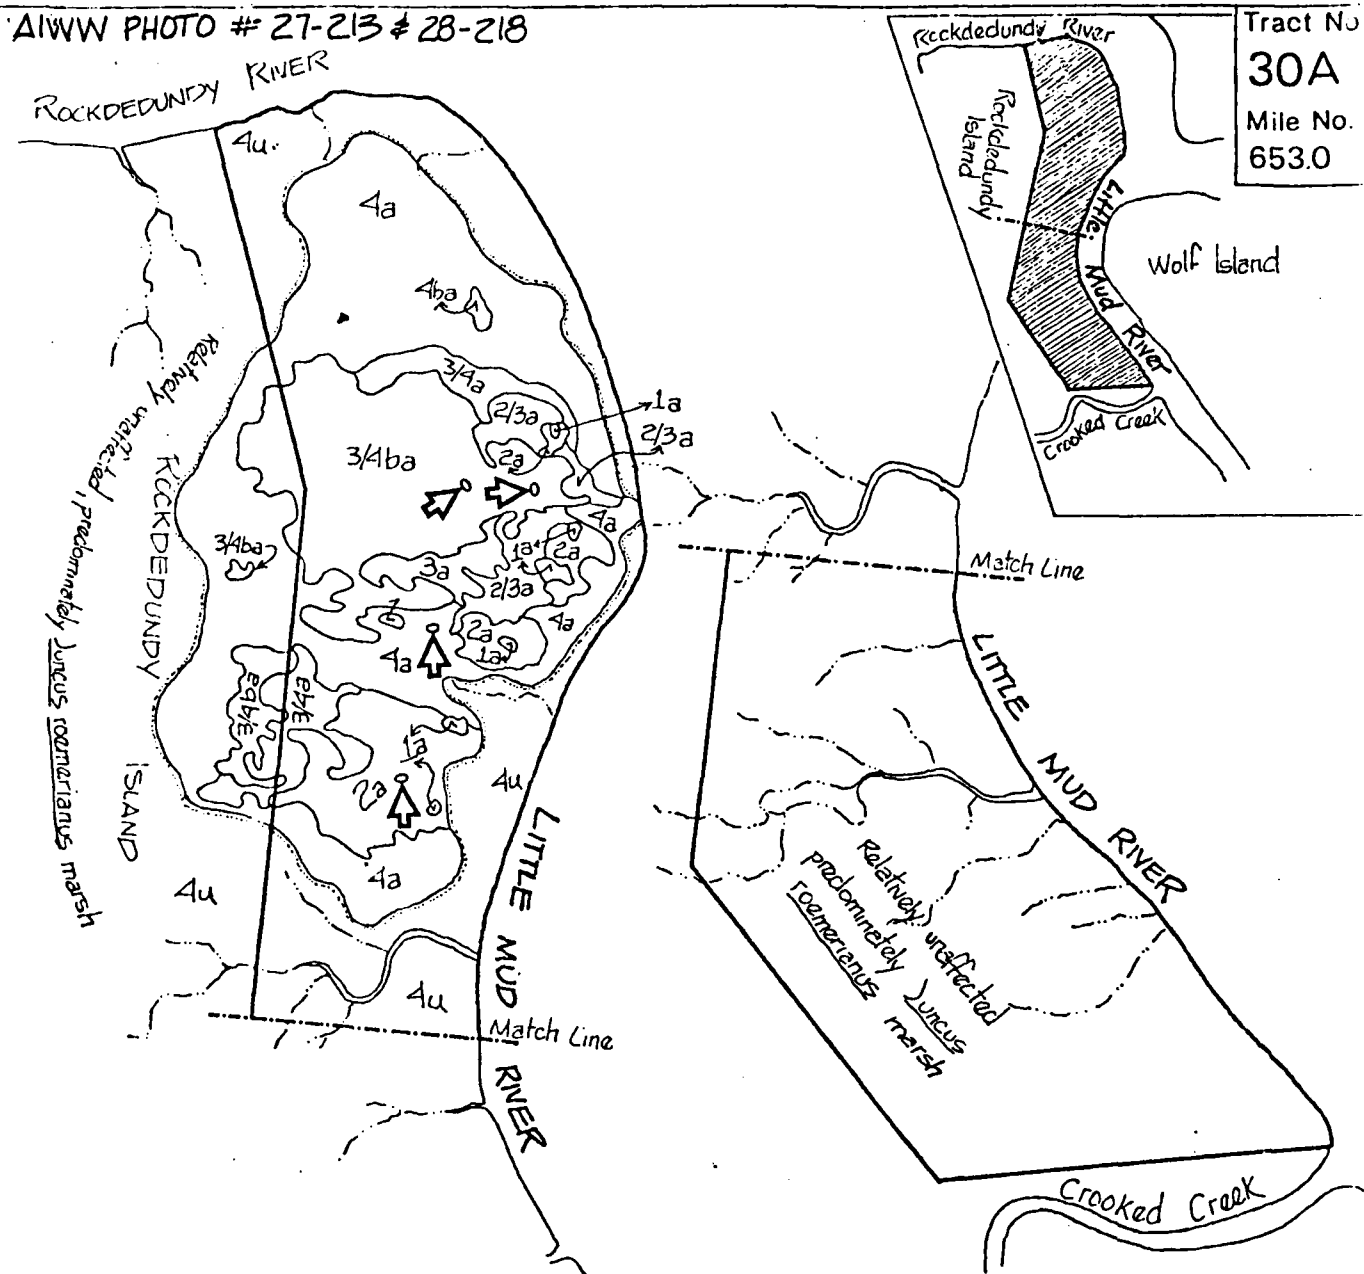 AIWW PHOTO # 27-213 & 28-218
Tract No
30A
Mile No.
653.0
Rockdedundy River
Rockdedundy
Island
Little
Mud River
Wolf Island
Crooked Creek
ROCKDEDUNDY RIVER
4u
4a
4ba
3/4a
2/3a
1a
2/3a
2a
3/4ba
4a
3/4ba
1a
2a
3a
2/3a
1
4a
2a
1a
4a
3/4ba
3/4a
1a
2a
4u
4a
4u
4u
Relatively unaffected, predominately Juncus roemerianus marsh
ROCKDEDUNDY
ISLAND
LITTLE MUD RIVER
Match Line
Match Line
LITTLE MUD RIVER
Relatively unaffected
predominately Juncus
roemerianus marsh
Crooked Creek